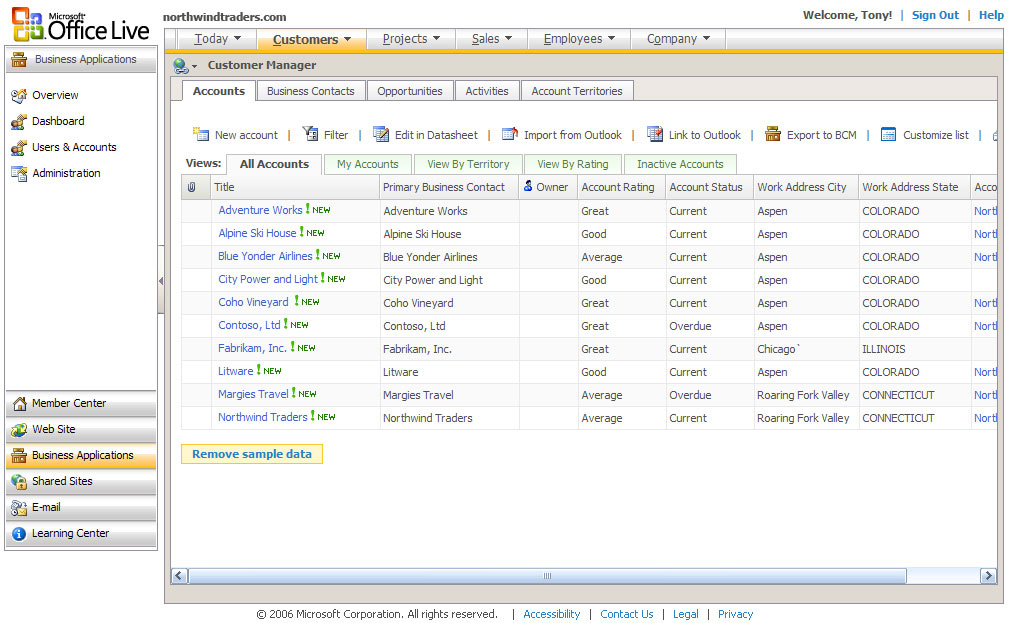 Microsoft®
Office Live
northwindtraders.com
Welcome, Tony! | Sign Out | Help
Today Customers Projects Sales Employees Company
Business Applications
Overview
Dashboard
Users & Accounts
Administration
Member Center
Web Site
Business Applications
Shared Sites
E-mail
Learning Center
Customer Manager
Accounts Business Contacts Opportunities Activities Account Territories
New account | Filter | Edit in Datasheet | Import from Outlook | Link to Outlook | Export to BCM | Customize list |
Views: All Accounts My Accounts View By Territory View By Rating Inactive Accounts
Title Primary Business Contact Owner Account Rating Account Status Work Address City Work Address State Acco
Adventure Works ! NEW Adventure Works Great Current Aspen COLORADO Nort
Alpine Ski House ! NEW Alpine Ski House Good Current Aspen COLORADO Nort
Blue Yonder Airlines ! NEW Blue Yonder Airlines Average Current Aspen COLORADO Nort
City Power and Light ! NEW City Power and Light Good Current Aspen COLORADO
Coho Vineyard ! NEW Coho Vineyard Great Current Aspen COLORADO Nort
Contoso, Ltd ! NEW Contoso, Ltd Great Overdue Aspen COLORADO Nort
Fabrikam, Inc. ! NEW Fabrikam, Inc. Great Current Chicago` ILLINOIS
Litware ! NEW Litware Good Current Aspen COLORADO Nort
Margies Travel ! NEW Margies Travel Average Overdue Roaring Fork Valley CONNECTICUT Nort
Northwind Traders ! NEW Northwind Traders Average Current Roaring Fork Valley CONNECTICUT Nort
Remove sample data
© 2006 Microsoft Corporation. All rights reserved. | Accessibility | Contact Us | Legal | Privacy